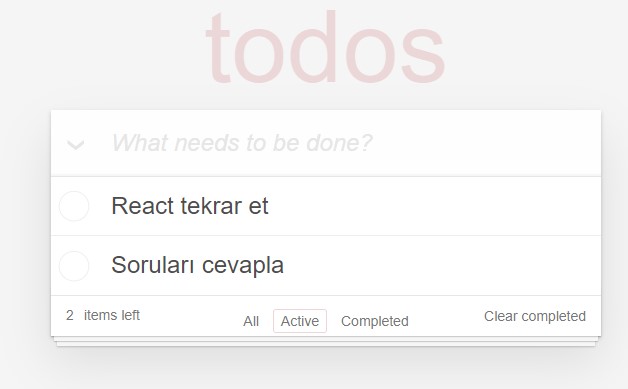 todos
What needs to be done?
React tekrar et
Soruları cevapla
2 items left All Active Completed Clear completed